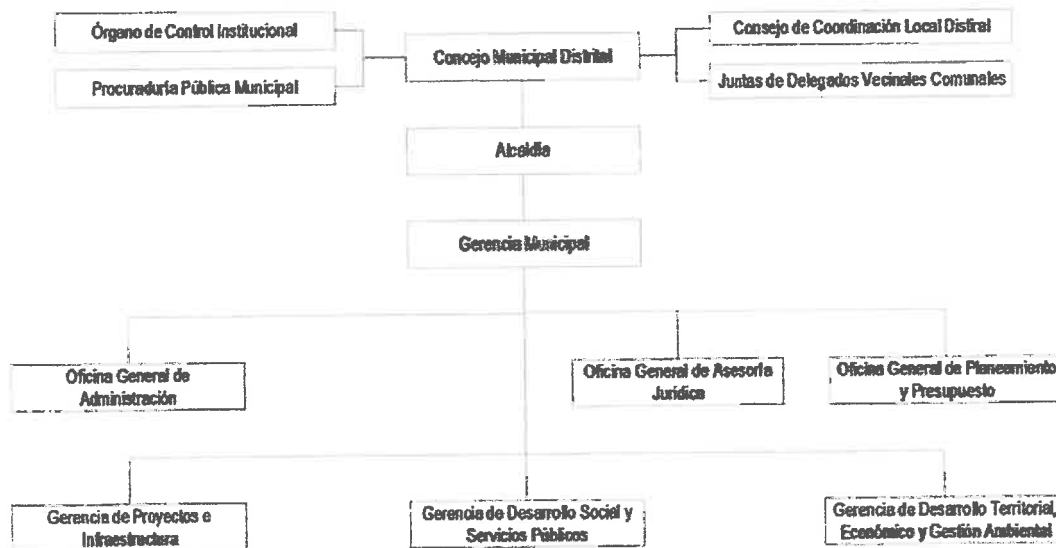 Órgano de Control Institucional
Concejo Municipal Distrital
Consejo de Coordinación Local Distiral
Procuraduría Pública Municipal
Juntas de Delegados Vecinales Comunales
Alcaldía
Gerencia Municipal
Oficina General de
Administración
Oficina General de Asesoría
Jurídica
Oficina General de Planeamiento
y Presupuesto
Gerencia de Proyectos e
Infraestructura
Gerencia de Desarrollo Social y
Servicios Públicos
Gerencia de Desarrollo Territorial,
Económico y Gestión Ambiental